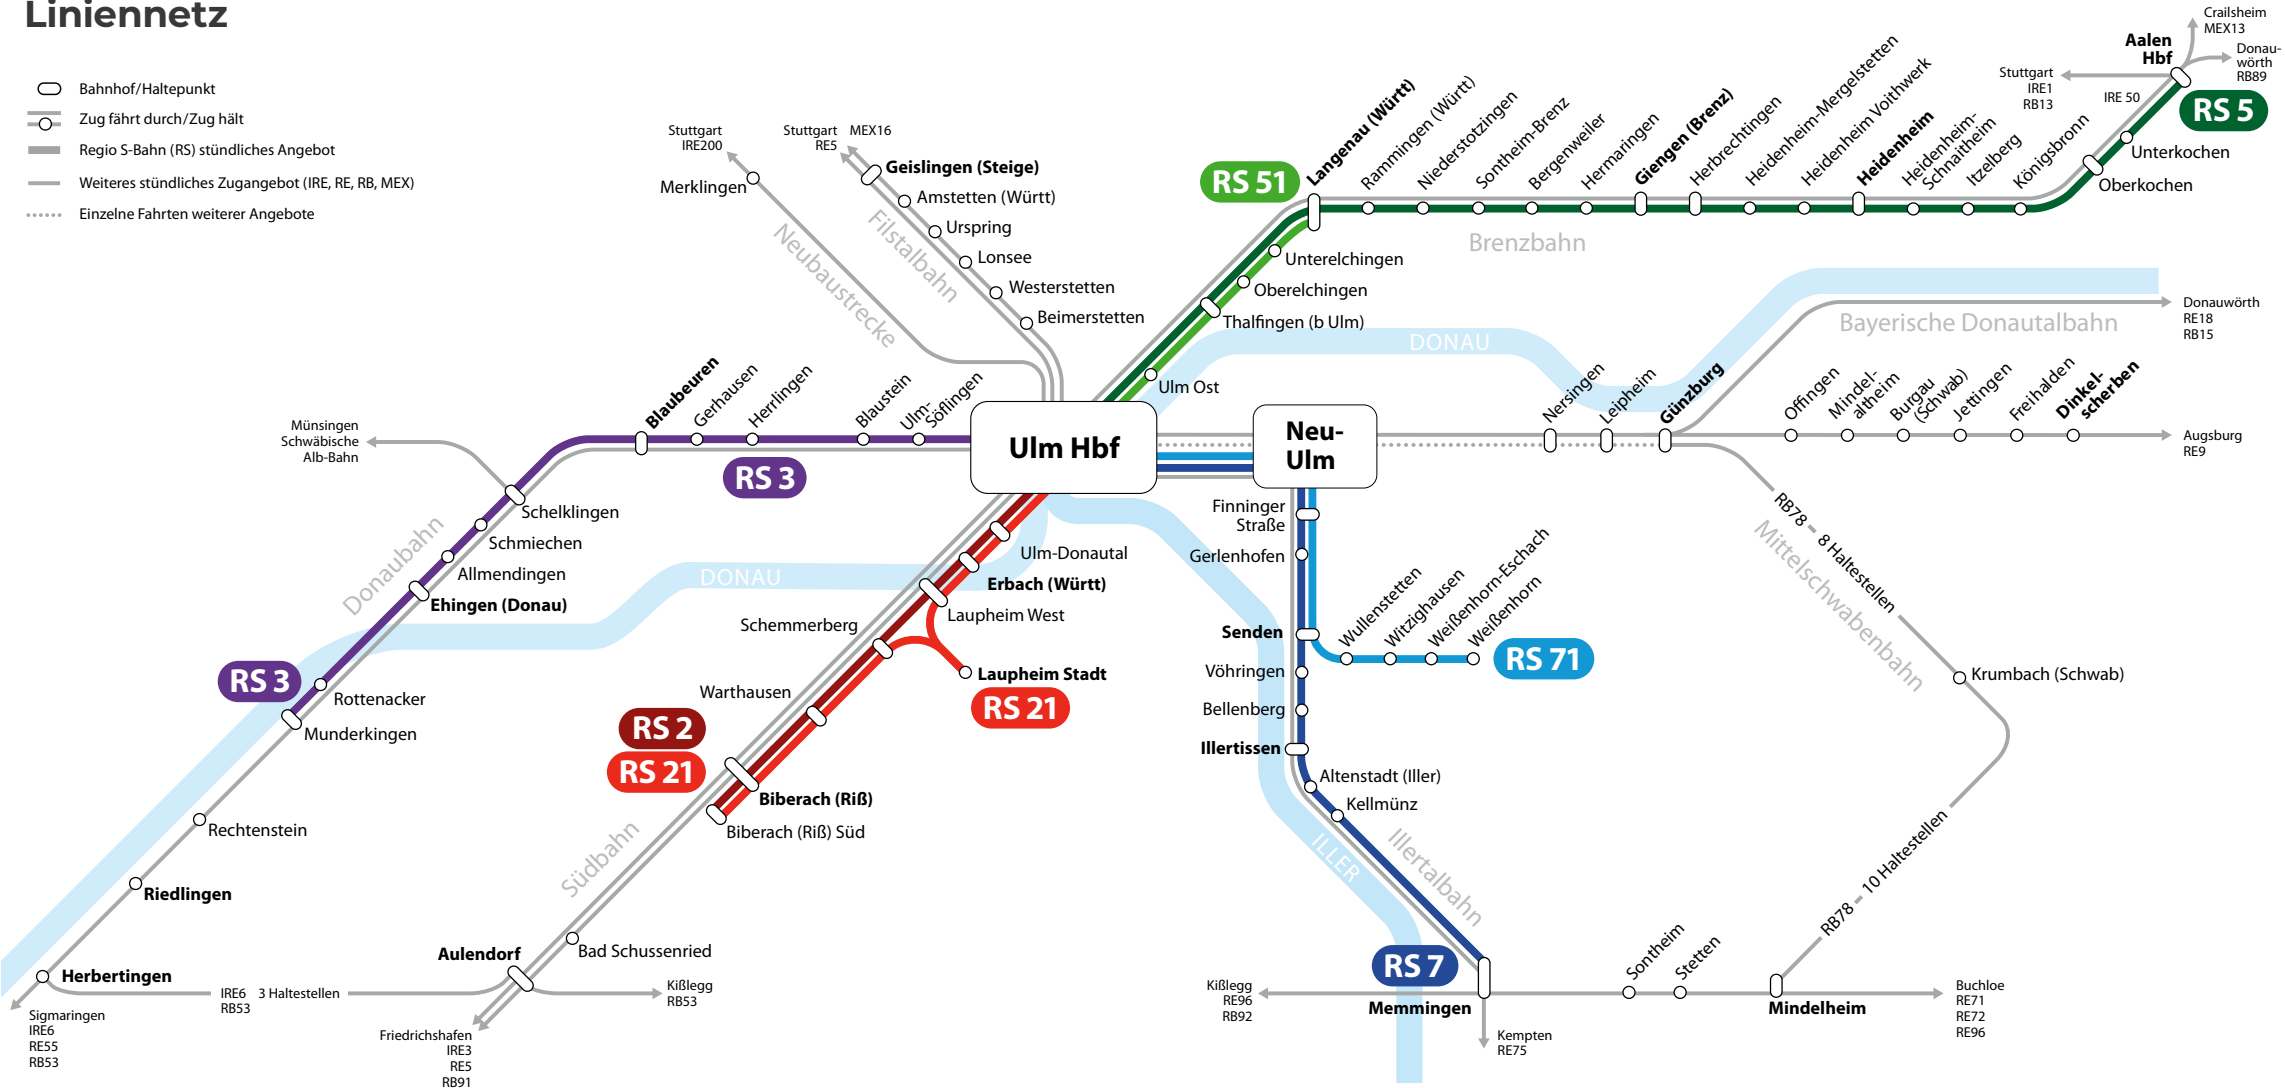 Liniennetz
Bahnhof/Haltepunkt
Zug fährt durch/Zug hält
Regio S-Bahn (RS) stündliches Angebot
Weiteres stündliches Zugangebot (IRE, RE, RB, MEX)
Einzelne Fahrten weiterer Angebote
Stuttgart
IRE200
Merklingen
Neubaustrecke
Stuttgart
RE5
MEX16
Geislingen (Steige)
Amstetten (Württ)
Urspring
Lonsee
Westerstetten
Beimerstetten
Filstalbahn
RS 51
Langenau (Württ)
Rammingen (Württ)
Niederstotzingen
Sontheim-Brenz
Bergenweiler
Hermaringen
Giengen (Brenz)
Herbrechtingen
Heidenheim-Mergelstetten
Heidenheim Voithwerk
Heidenheim
Heidenheim-
Schnaitheim
Itzelberg
Königsbronn
Oberkochen
Unterkochen
RS 5
Aalen
Hbf
Crailsheim
MEX13
Donau-
wörth
RB89
Stuttgart
IRE1
RB13
IRE 50
Brenzbahn
Unterelchingen
Oberelchingen
Thalfingen (b Ulm)
Ulm Ost
DONAU
Ulm Hbf
Neu-
Ulm
Nersingen
Leipheim
Günzburg
Bayerische Donautalbahn
Donauwörth
RE18
RB15
Offingen
Mindel-
altheim
Burgau
(Schwab)
Jettingen
Freihalden
Dinkel-
scherben
Augsburg
RE9
RB78 – 8 Haltestellen
Mittelschwabenbahn
Krumbach (Schwab)
RB78 – 10 Haltestellen
Mindelheim
Stetten
Sontheim
Buchloe
RE71
RE72
RE96
Münsingen
Schwäbische
Alb-Bahn
Blaubeuren
Gerhausen
Herrlingen
Blaustein
Ulm-
Söflingen
RS 3
Schelklingen
Schmiechen
Allmendingen
Ehingen (Donau)
Donaubahn
DONAU
RS 3
Rottenacker
Munderkingen
Rechtenstein
Riedlingen
Herbertingen
Sigmaringen
IRE6
RE55
RB53
IRE6
RB53
3 Haltestellen
Ulm-Donautal
Erbach (Württ)
Laupheim West
Schemmerberg
Laupheim Stadt
RS 21
Warthausen
RS 2
RS 21
Biberach (Riß)
Biberach (Riß) Süd
Südbahn
Bad Schussenried
Aulendorf
Kißlegg
RB53
Friedrichshafen
IRE3
RE5
RB91
Finninger
Straße
Gerlenhofen
Senden
Wullenstetten
Witzighausen
Weißenhorn-Eschach
Weißenhorn
RS 71
Vöhringen
Bellenberg
Illertissen
Altenstadt (Iller)
Kellmünz
ILLER
Illertalbahn
RS 7
Memmingen
Kißlegg
RE96
RB92
Kempten
RE75